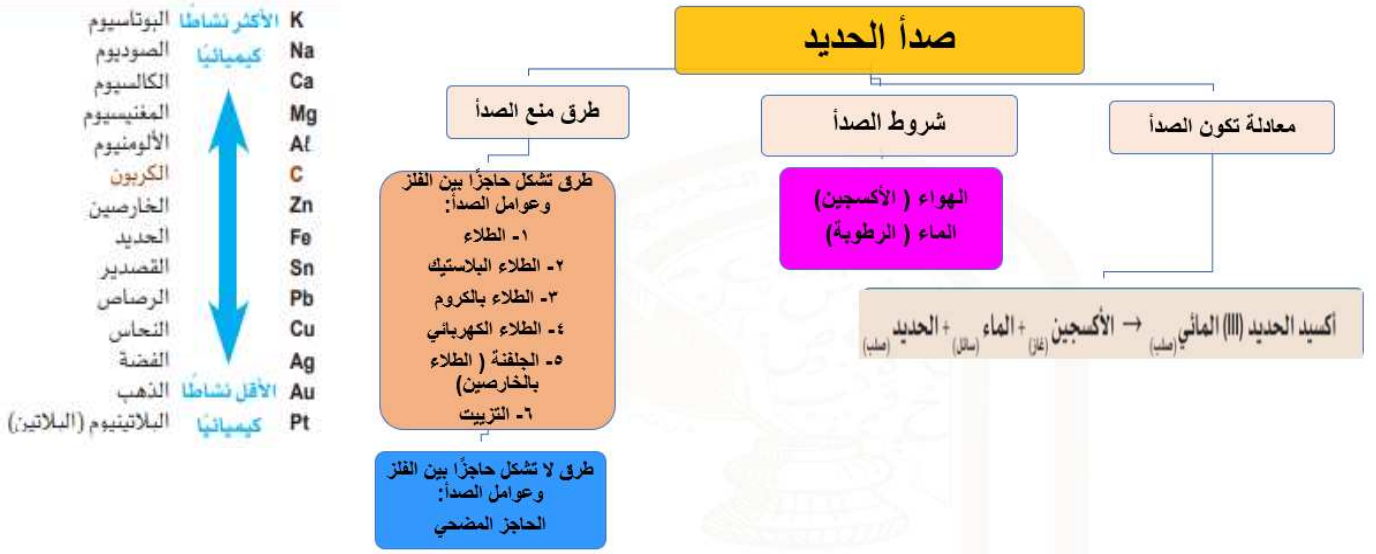 صدأ الحديد
معادلة تكون الصدأ
شروط الصدأ
طرق منع الصدأ
أكسيد الحديد (III) المائي(صلب) → الأكسجين(غاز) + الماء(سائل) + الحديد(صلب)
الهواء ( الأكسجين)
الماء ( الرطوبة)
طرق تشكل حاجزًا بين الفلز
وعوامل الصدأ:
١- الطلاء
٢- الطلاء البلاستيك
٣- الطلاء بالكروم
٤- الطلاء الكهربائي
٥- الجلفنة ( الطلاء
بالخارصين)
٦- التزييت
طرق لا تشكل حاجزًا بين الفلز
وعوامل الصدأ:
الحاجز المضحي
K الأكثر نشاطًا البوتاسيوم
Na كيميائيًا الصوديوم
Ca الكالسيوم
Mg المغنيسيوم
Aℓ الألومنيوم
C الكربون
Zn الخارصين
Fe الحديد
Sn القصدير
Pb الرصاص
Cu النحاس
Ag الفضة
Au الأقل نشاطًا الذهب
Pt كيميائيًا البلاتينيوم (البلاتين)